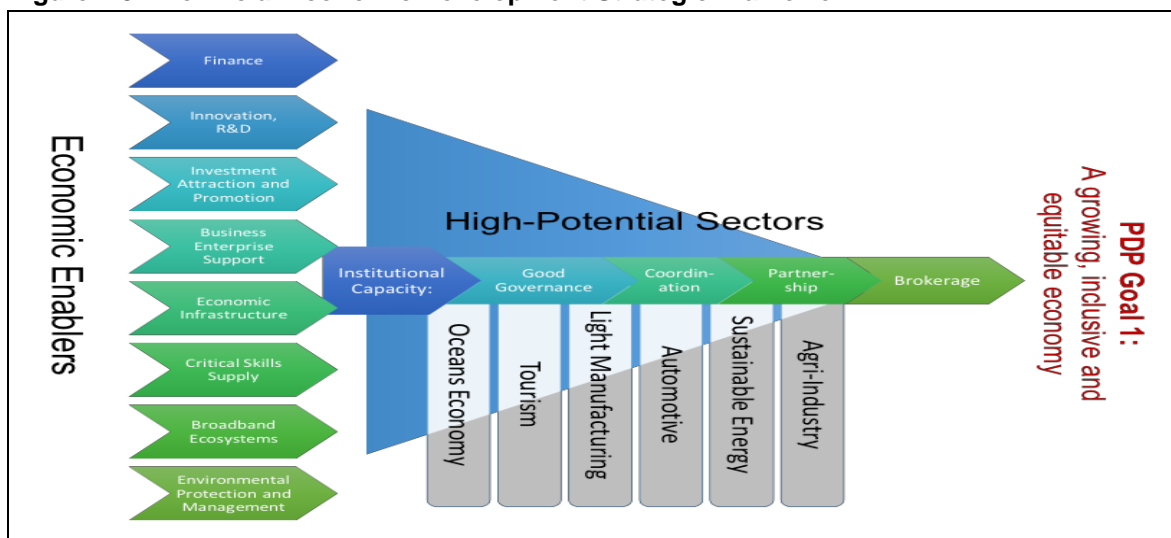 Economic Enablers
Finance
Innovation,
R&D
Investment
Attraction and
Promotion
Business
Enterprise
Support
Economic
Infrastructure
Critical Skills
Supply
Broadband
Ecosystems
Environmental
Protection and
Management
High-Potential Sectors
Institutional
Capacity:
Good
Governance
Coordin-
ation
Partner-
ship
Brokerage
Oceans Economy
Tourism
Light Manufacturing
Automotive
Sustainable Energy
Agri-Industry
PDP Goal 1:
A growing, inclusive and
equitable economy